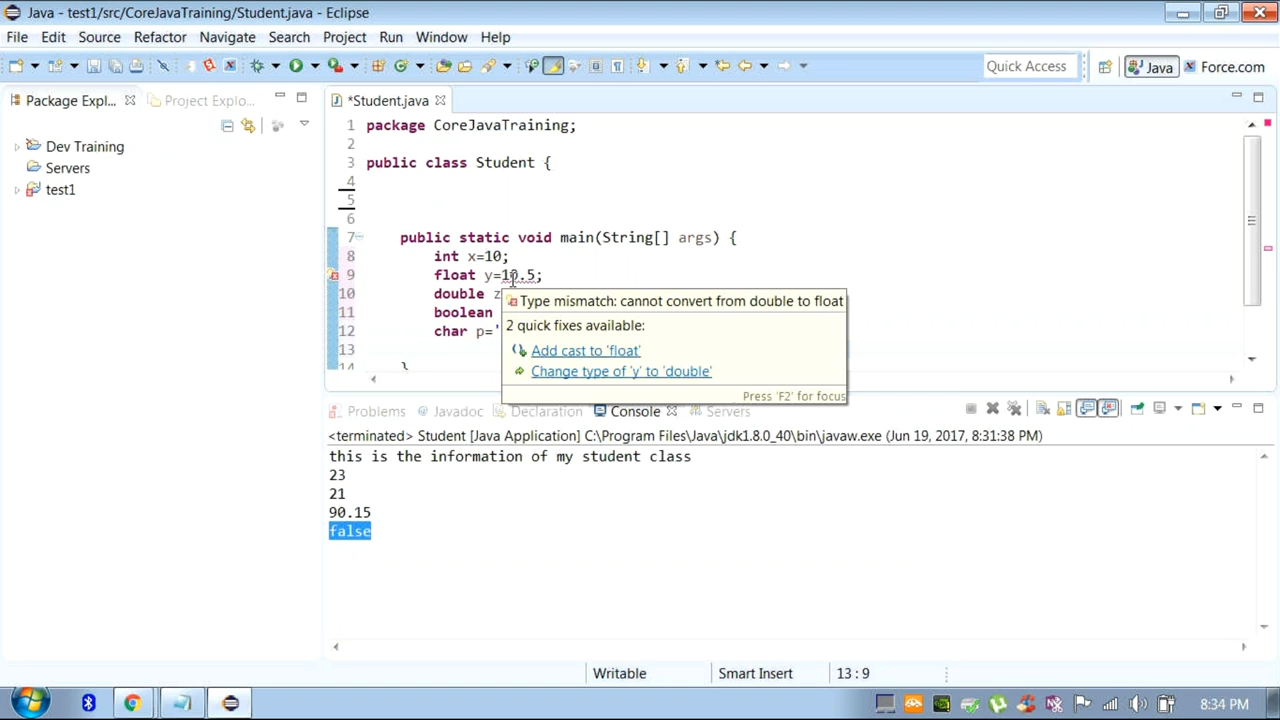 Java - test1/src/CoreJavaTraining/Student.java - Eclipse
File Edit Source Refactor Navigate Search Project Run Window Help
Quick Access Java Force.com
Package Expl... Project Explo...
*Student.java
Dev Training
Servers
test1
1 package CoreJavaTraining;
2
3 public class Student {
4
5
6
7 public static void main(String[] args) {
8 int x=10;
9 float y=10.5;
10 double z
11 boolean
12 char p='
13
14 }
Type mismatch: cannot convert from double to float
2 quick fixes available:
Add cast to 'float'
Change type of 'y' to 'double'
Press 'F2' for focus
Problems Javadoc Declaration Console Servers
<terminated> Student [Java Application] C:\Program Files\Java\jdk1.8.0_40\bin\javaw.exe (Jun 19, 2017, 8:31:38 PM)
this is the information of my student class
23
21
90.15
false
Writable Smart Insert 13 : 9
8:34 PM